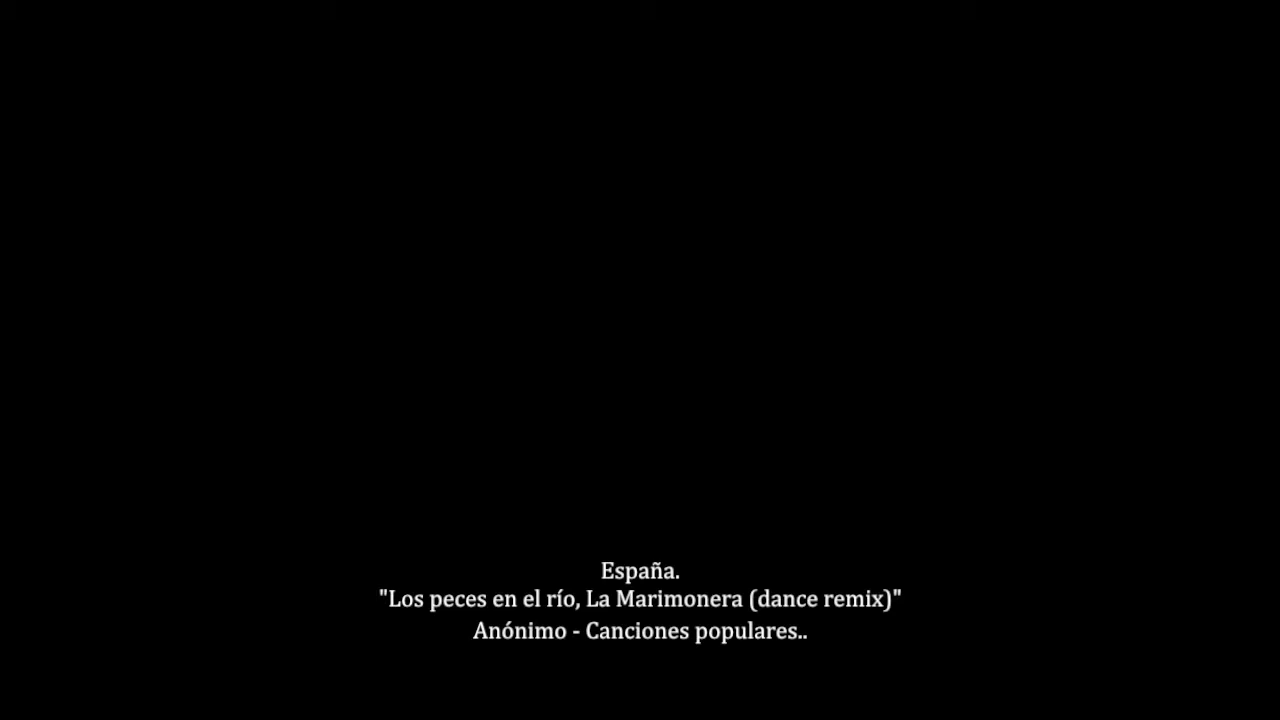 España.
"Los peces en el río, La Marimonera (dance remix)"
Anónimo - Canciones populares..